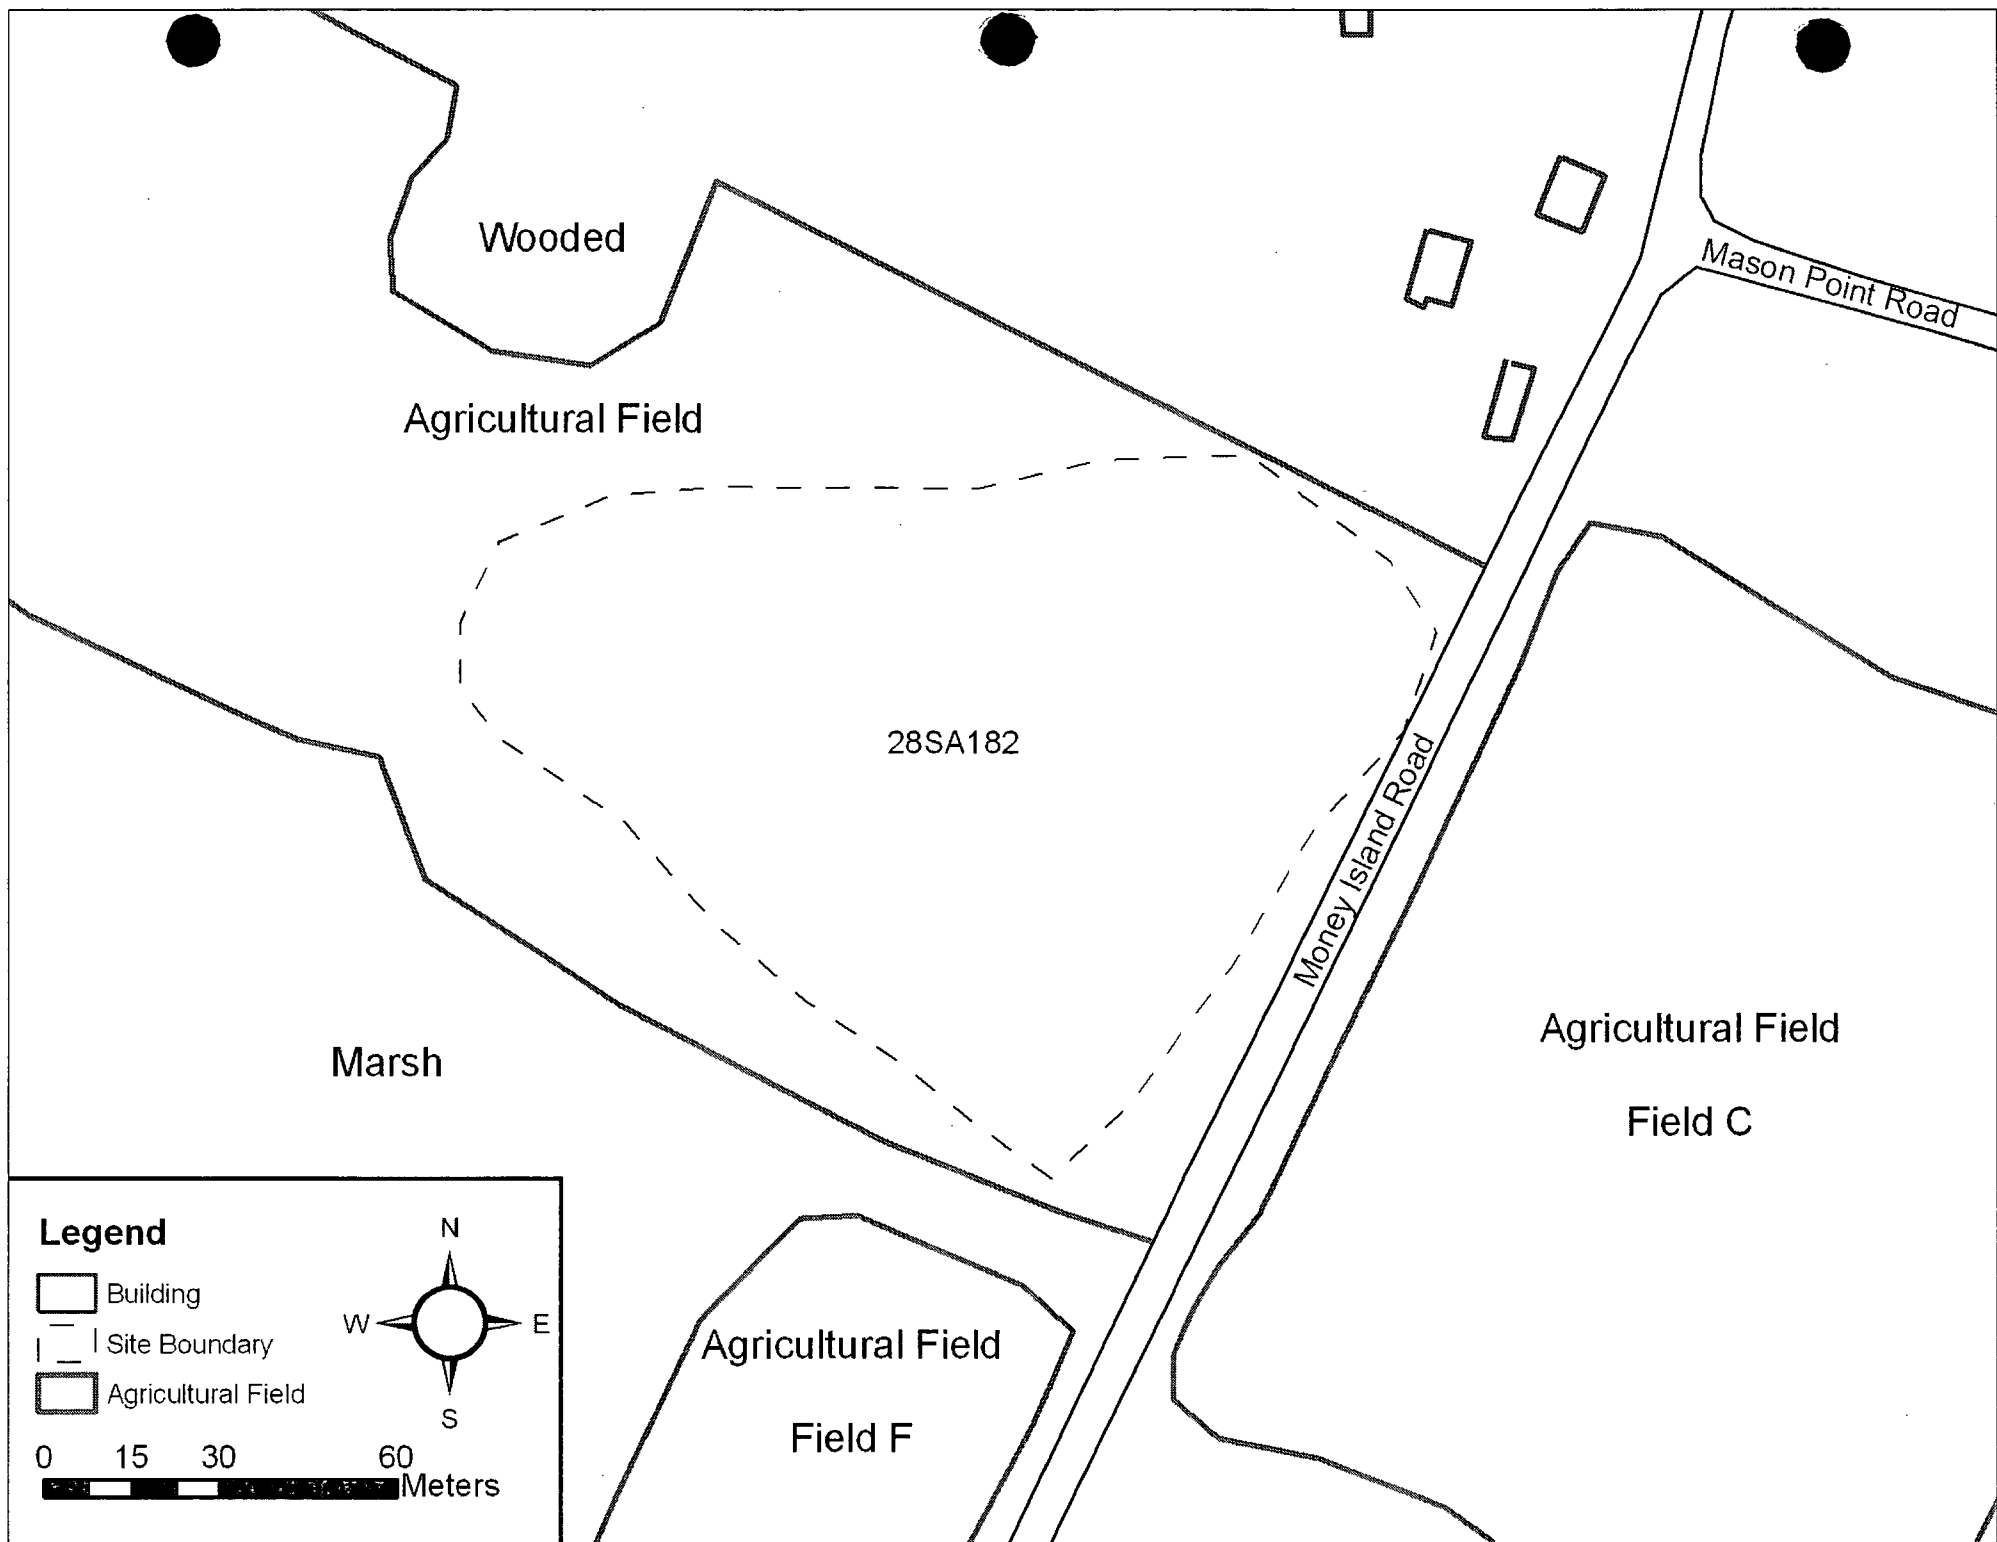 Wooded
Mason Point Road
Agricultural Field
28SA182
Money Island Road
Agricultural Field
Field C
Marsh
Legend
Building
Site Boundary
Agricultural Field
N
W
E
S
0 15 30 60
Meters
Agricultural Field
Field F